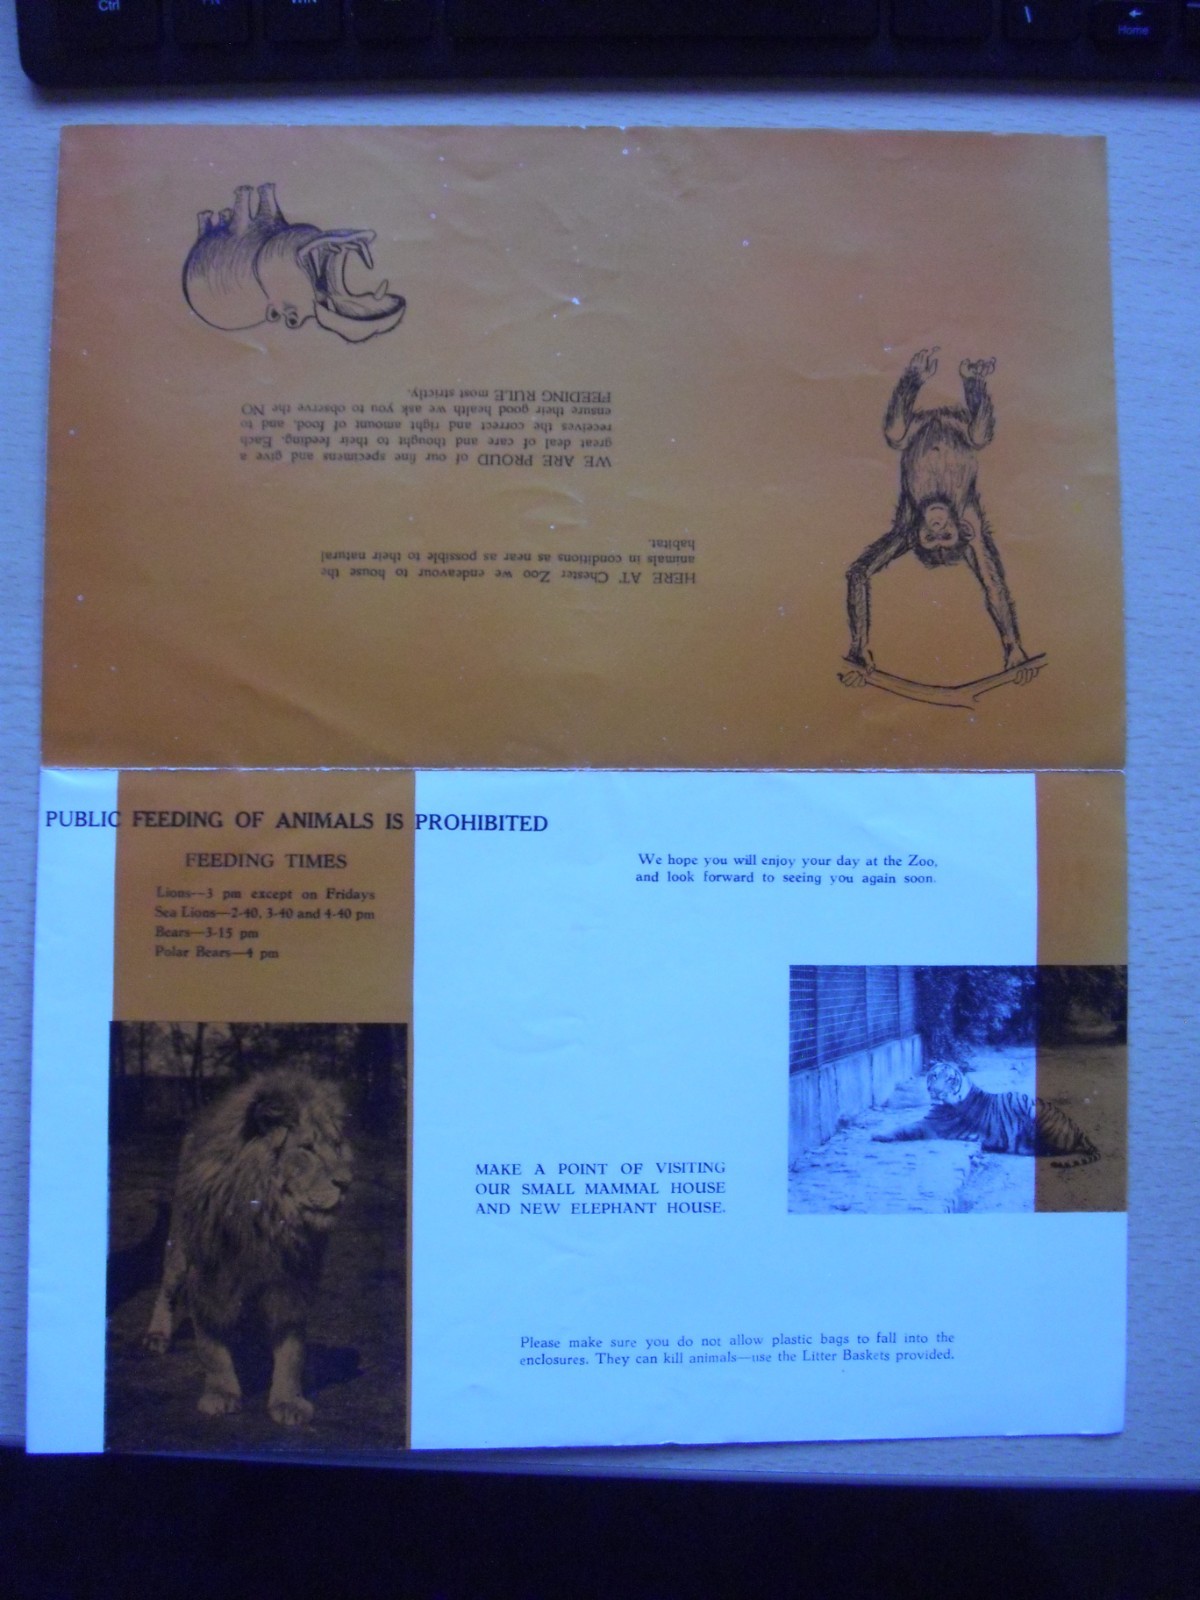 Ctrl
\
Home
HERE AT Chester Zoo we endeavour to house the
animals in conditions as near as possible to their natural
habitat.
WE ARE PROUD of our fine specimens and give a
great deal of care and thought to their feeding. Each
receives the correct and right amount of food, and to
ensure their good health we ask you to observe the NO
FEEDING RULE most strictly.
PUBLIC FEEDING OF ANIMALS IS PROHIBITED
FEEDING TIMES
Lions—3 pm except on Fridays
Sea Lions—2-40, 3-40 and 4-40 pm
Bears—3-15 pm
Polar Bears—4 pm
We hope you will enjoy your day at the Zoo,
and look forward to seeing you again soon.
MAKE A POINT OF VISITING
OUR SMALL MAMMAL HOUSE
AND NEW ELEPHANT HOUSE.
Please make sure you do not allow plastic bags to fall into the
enclosures. They can kill animals—use the Litter Baskets provided.